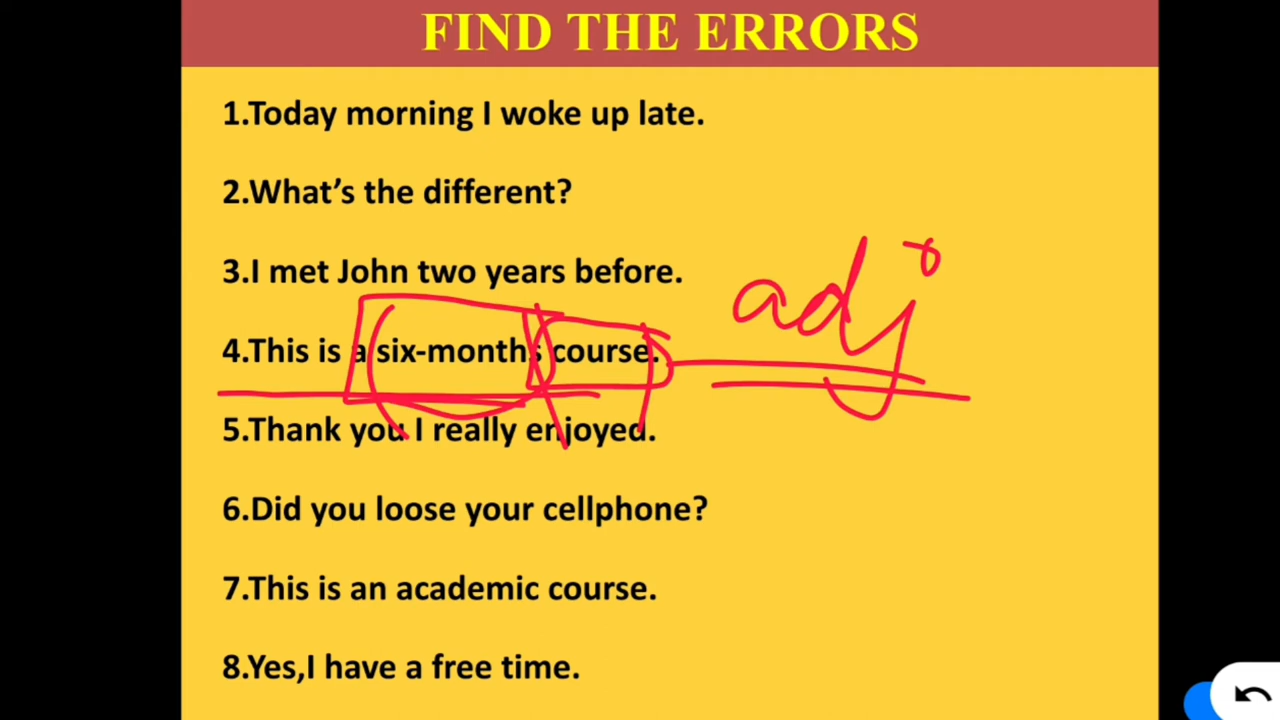 FIND THE ERRORS
1.Today morning I woke up late.
2.What's the different?
3.I met John two years before.
adj
4.This is a six-months course.
5.Thank you I really enjoyed.
6.Did you loose your cellphone?
7.This is an academic course.
8.Yes,I have a free time.